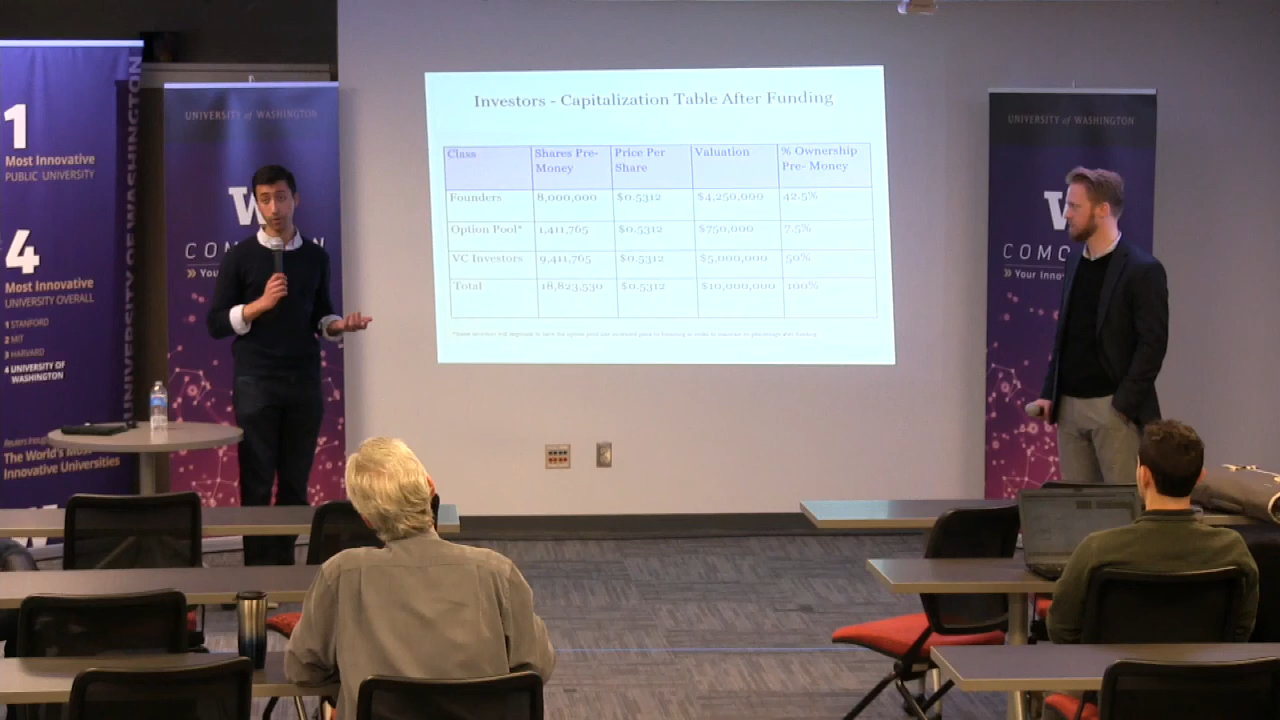 1
Most Innovative
PUBLIC UNIVERSITY
4
Most Innovative
UNIVERSITY OVERALL
1 STANFORD
2 MIT
3 HARVARD
4 UNIVERSITY OF
WASHINGTON
The World's Most
Innovative Universities
UNIVERSITY OF WASHINGTON
UNIVERSITY of WASHINGTON
W
Investors - Capitalization Table After Funding
Class Shares Pre-Money Price Per Share Valuation % Ownership Pre- Money
Founders 8,000,000 $0.5312 $4,250,000 42.5%
Option Pool* 1,411,765 $0.5312 $750,000 7.5%
VC Investors 9,411,765 $0.5312 $5,000,000 50%
Total 18,823,530 $0.5312 $10,000,000 100%
UNIVERSITY of WASHINGTON
» Your Inno